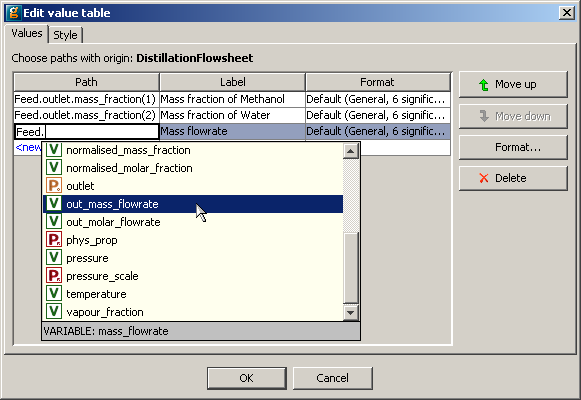 Edit value table
Values Style
Choose paths with origin: DistillationFlowsheet
Path Label Format
Feed.outlet.mass_fraction(1) Mass fraction of Methanol Default (General, 6 signific...
Feed.outlet.mass_fraction(2) Mass fraction of Water Default (General, 6 signific...
Feed. Mass flowrate Default (General, 6 signific...
<new
V normalised_mass_fraction
V normalised_molar_fraction
P outlet
V out_mass_flowrate
V out_molar_flowrate
P phys_prop
V pressure
P pressure_scale
V temperature
V vapour_fraction
VARIABLE: mass_flowrate
Move up
Move down
Format...
Delete
OK Cancel